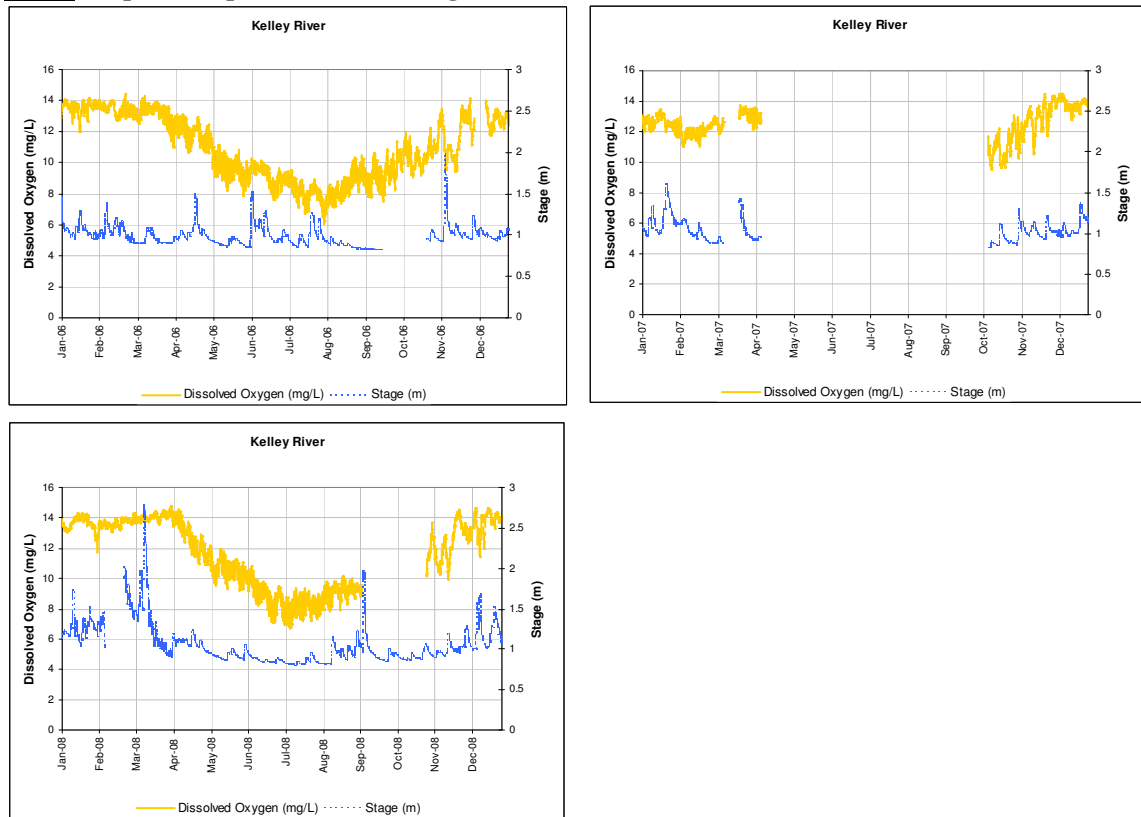 Kelley River
16
14
12
10
8
6
4
2
0
3
2.5
2
1.5
1
0.5
0
Dissolved Oxygen (mg/L)
Stage (m)
Jan-06
Feb-06
Mar-06
Apr-06
May-06
Jun-06
Jul-06
Aug-06
Sep-06
Oct-06
Nov-06
Dec-06
Dissolved Oxygen (mg/L) Stage (m)
Kelley River
16
14
12
10
8
6
4
2
0
3
2.5
2
1.5
1
0.5
0
Dissolved Oxygen (mg/L)
Stage (m)
Jan-07
Feb-07
Mar-07
Apr-07
May-07
Jun-07
Jul-07
Aug-07
Sep-07
Oct-07
Nov-07
Dec-07
Dissolved Oxygen (mg/L) Stage (m)
Kelley River
16
14
12
10
8
6
4
2
0
3
2.5
2
1.5
1
0.5
0
Dissolved Oxygen (mg/L)
Stage (m)
Jan-08
Feb-08
Mar-08
Apr-08
May-08
Jun-08
Jul-08
Aug-08
Sep-08
Oct-08
Nov-08
Dec-08
Dissolved Oxygen (mg/L) Stage (m)